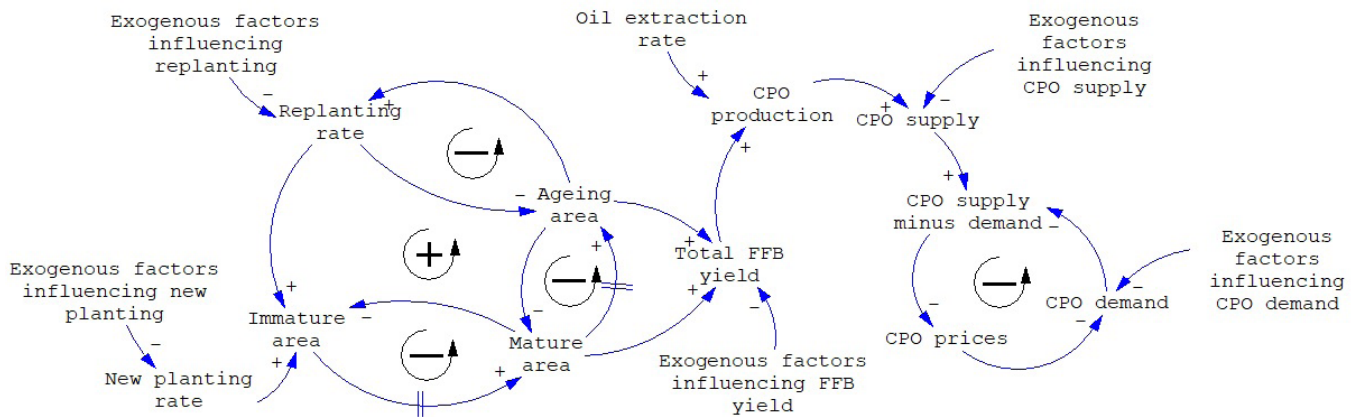 Exogenous factors
influencing
replanting
Oil extraction
rate
Exogenous
factors
influencing
CPO supply
−
+
−
Replanting
rate
+
CPO
production
+
CPO supply
+
−
−
+
CPO supply
minus demand
−
−
Ageing
area
+
+
Total FFB
yield
+
−
Exogenous
factors
influencing
CPO demand
−
CPO demand
−
−
CPO prices
−
Exogenous factors
influencing new
planting
−
New planting
rate
+
+
Immature
area
−
+
−
−
−
Mature
area
+
Exogenous factors
influencing FFB
yield